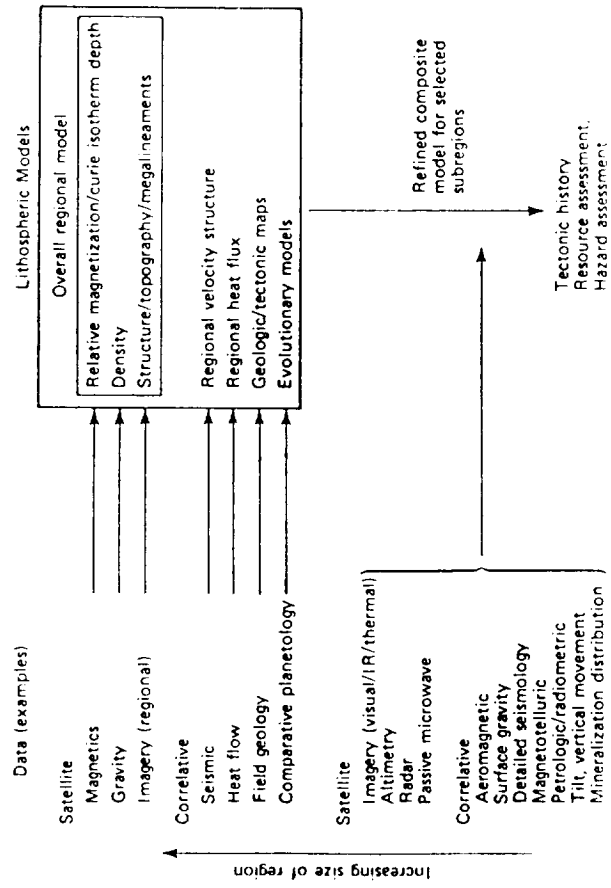 Data (examples)
Satellite
Magnetics
Gravity
Imagery (regional)
Correlative
Seismic
Heat flow
Field geology
Comparative planetology
Lithospheric Models
Overall regional model
Relative magnetization/curie isotherm depth
Density
Structure/topography/megalineaments
Regional velocity structure
Regional heat flux
Geologic/tectonic maps
Evolutionary models
Satellite
Imagery (visual/IR/thermal)
Altimetry
Radar
Passive microwave
Correlative
Aeromagnetic
Surface gravity
Detailed seismology
Magnetotelluric
Petrologic/radiometric
Tilt, vertical movement
Mineralization distribution
Refined composite
model for selected
subregions
Tectonic history
Resource assessment,
Hazard assessment
Increasing size of region